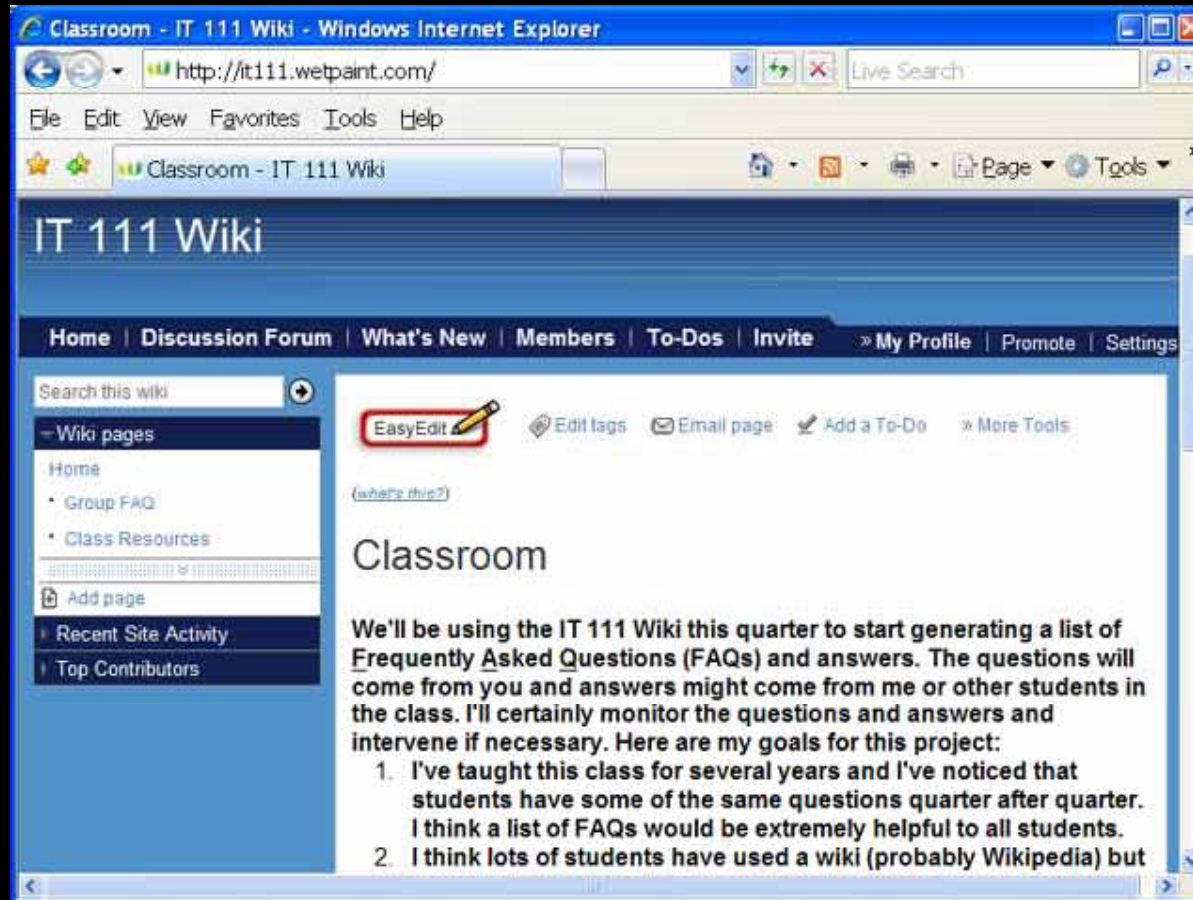 Classroom - IT 111 Wiki - Windows Internet Explorer
http://it111.wetpaint.com/
Live Search
File Edit View Favorites Tools Help
Classroom - IT 111 Wiki
Page Tools
IT 111 Wiki
Home | Discussion Forum | What's New | Members | To-Dos | Invite » My Profile | Promote | Settings
Search this wiki
Wiki pages
Home
• Group FAQ
• Class Resources
Add page
Recent Site Activity
Top Contributors
EasyEdit Edit tags Email page Add a To-Do » More Tools
(what's this?)
Classroom
We'll be using the IT 111 Wiki this quarter to start generating a list of
Frequently Asked Questions (FAQs) and answers. The questions will
come from you and answers might come from me or other students in
the class. I'll certainly monitor the questions and answers and
intervene if necessary. Here are my goals for this project:
1. I've taught this class for several years and I've noticed that
students have some of the same questions quarter after quarter.
I think a list of FAQs would be extremely helpful to all students.
2. I think lots of students have used a wiki (probably Wikipedia) but